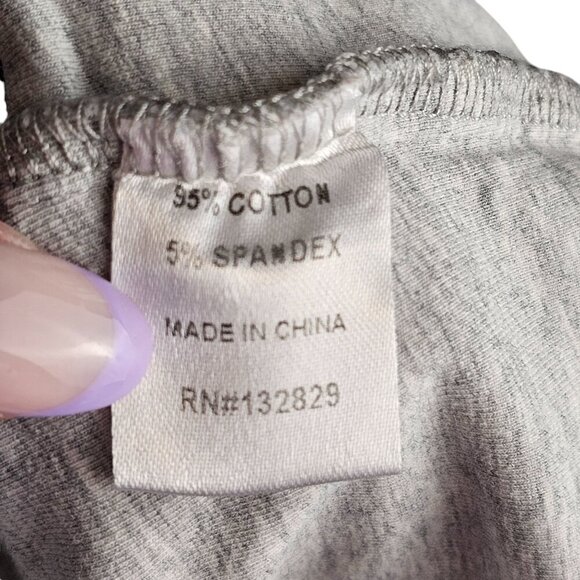 95% COTTON
5% SPANDEX
MADE IN CHINA
RN#132829